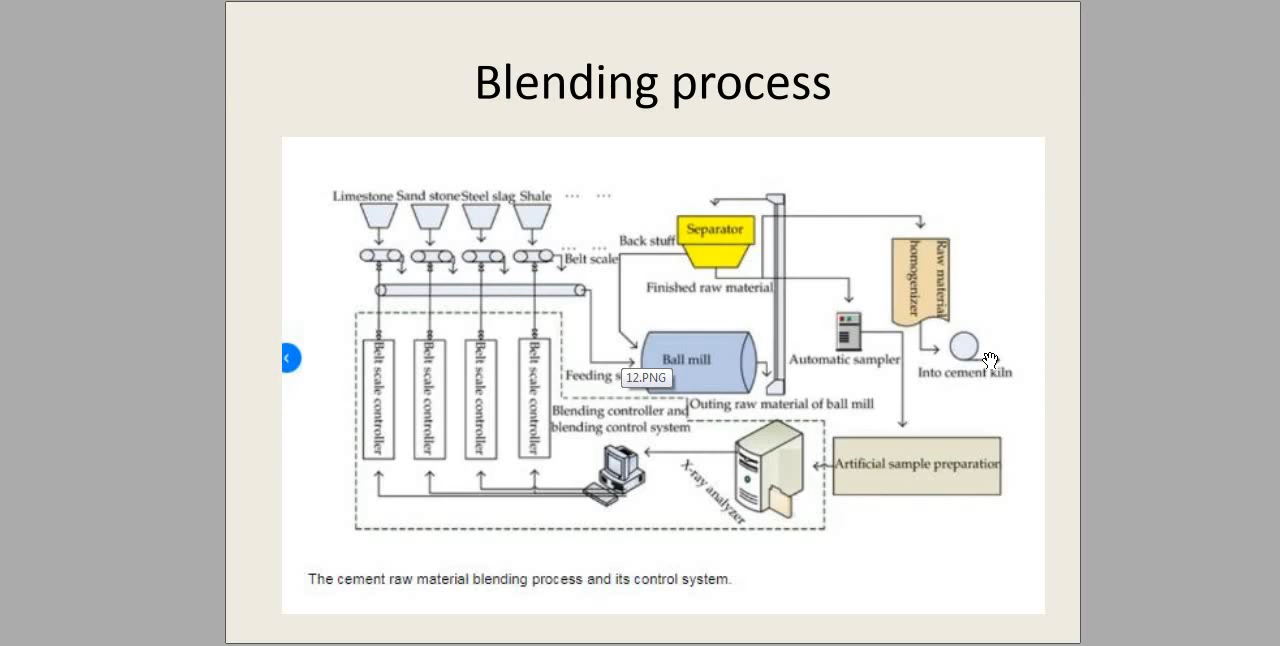 Blending process
Limestone Sand stone Steel slag Shale ... ...
... ...
Back stuff
Separator
Belt scale
Finished raw material
Raw material
homogenizer
Ball mill
Automatic sampler
Into cement kiln
Feeding
12.PNG
Outing raw material of ball mill
Blending controller and
blending control system
Belt scale controller
Belt scale controller
Belt scale controller
Belt scale controller
X-ray analyzer
Artificial sample preparation
The cement raw material blending process and its control system.